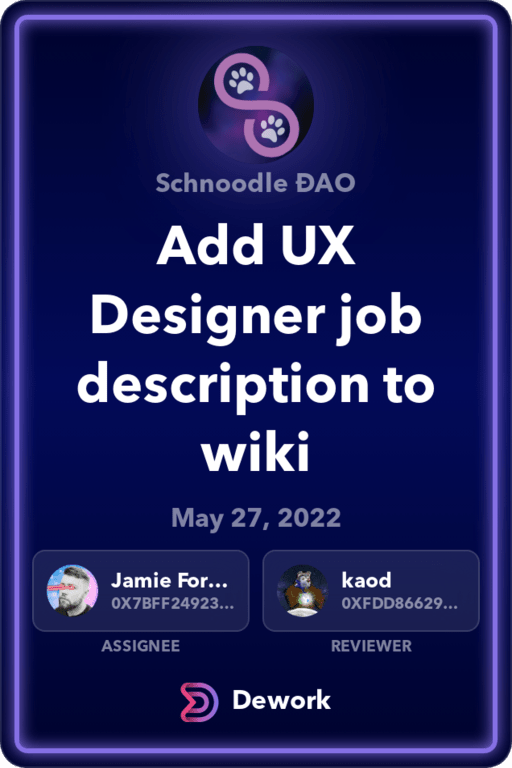 Schnoodle ĐAO
Add UX
Designer job
description to
wiki
May 27, 2022
Jamie For...
0X7BFF24923...
ASSIGNEE
kaod
0XFDD86629...
REVIEWER
Dework